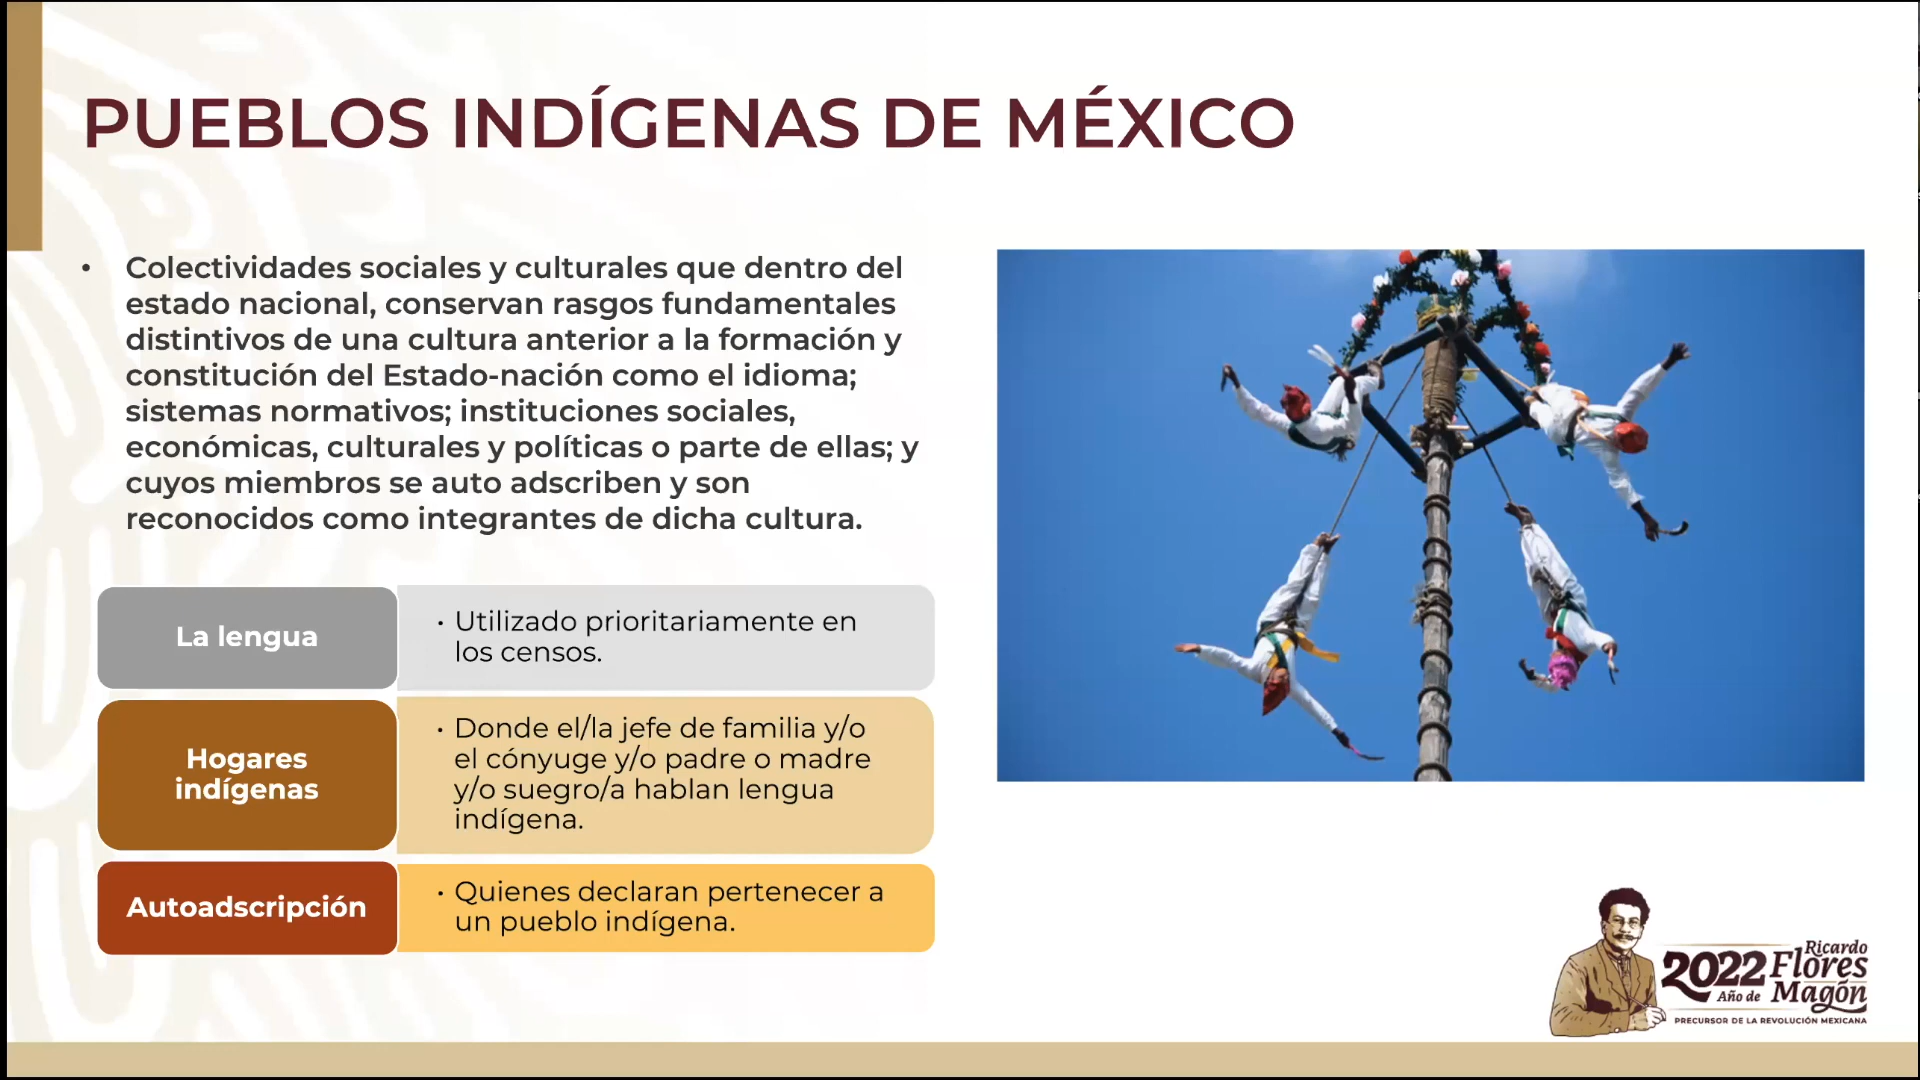 PUEBLOS INDÍGENAS DE MÉXICO
• Colectividades sociales y culturales que dentro del
estado nacional, conservan rasgos fundamentales
distintivos de una cultura anterior a la formación y
constitución del Estado-nación como el idioma;
sistemas normativos; instituciones sociales,
económicas, culturales y políticas o parte de ellas; y
cuyos miembros se auto adscriben y son
reconocidos como integrantes de dicha cultura.
La lengua
• Utilizado prioritariamente en
los censos.
Hogares
indígenas
• Donde el/la jefe de familia y/o
el cónyuge y/o padre o madre
y/o suegro/a hablan lengua
indígena.
Autoadscripción
• Quienes declaran pertenecer a
un pueblo indígena.
2022
Año de
Ricardo
Flores
Magón
PRECURSOR DE LA REVOLUCIÓN MEXICANA